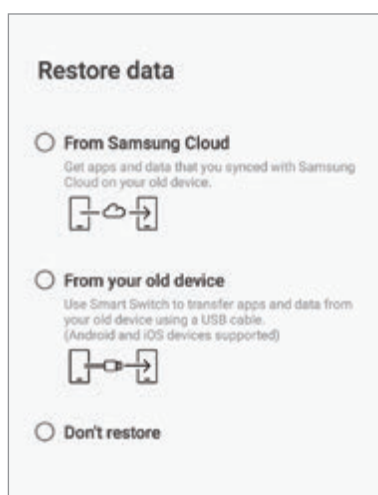 Restore data
From Samsung Cloud
Get apps and data that you synced with Samsung
Cloud on your old device.
From your old device
Use Smart Switch to transfer apps and data from
your old device using a USB cable.
(Android and iOS devices supported)
Don't restore